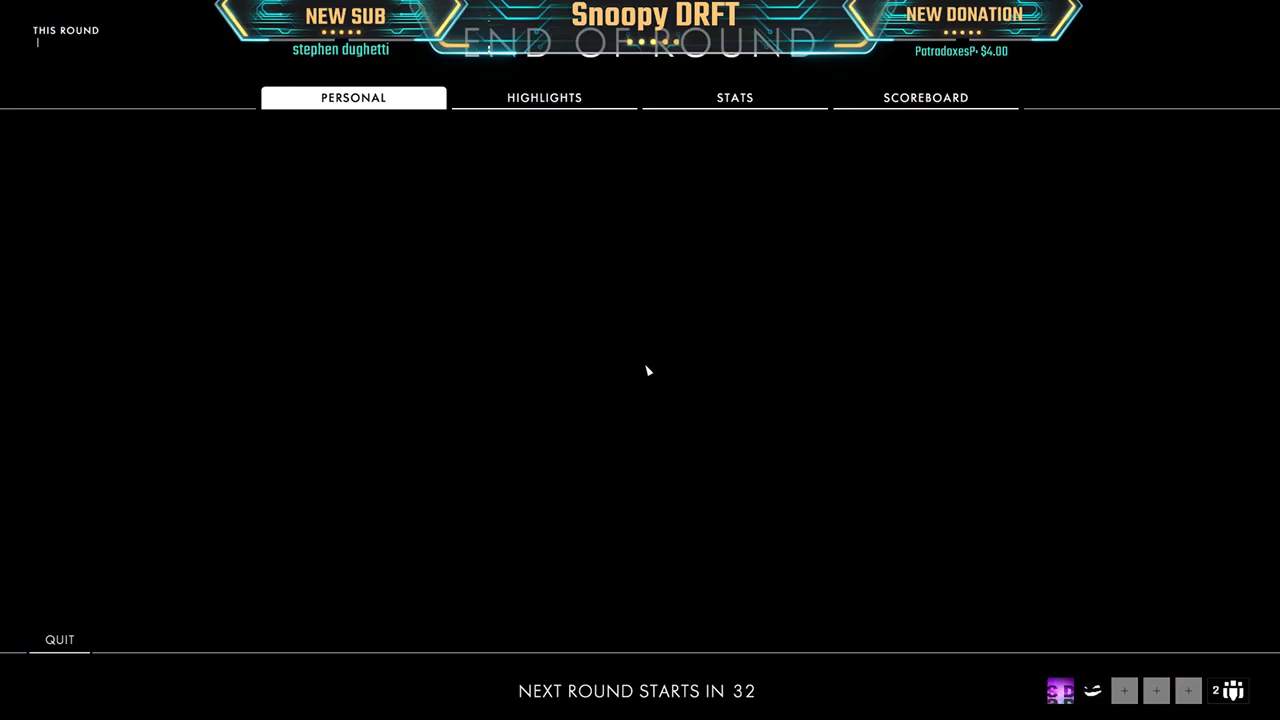 THIS ROUND
NEW SUB
stephen dughetti
Snoopy DRFT
END OF ROUND
NEW DONATION
PatradoxesP· $4.00
PERSONAL
HIGHLIGHTS
STATS
SCOREBOARD
QUIT
NEXT ROUND STARTS IN 32
2